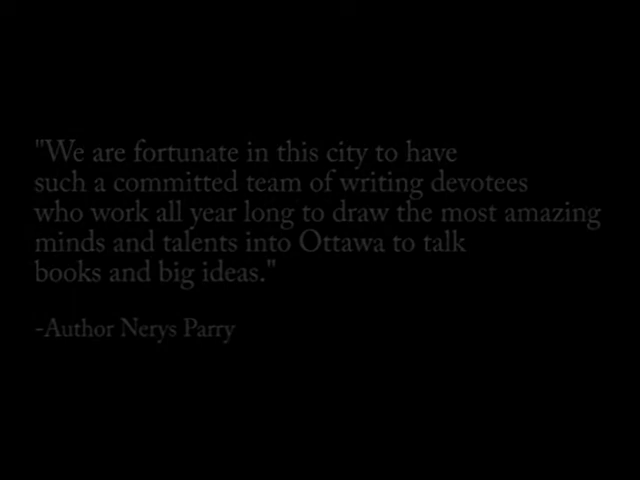 "We are fortunate in this city to have
such a committed team of writing devotees
who work all year long to draw the most amazing
minds and talents into Ottawa to talk
books and big ideas."
-Author Nerys Parry